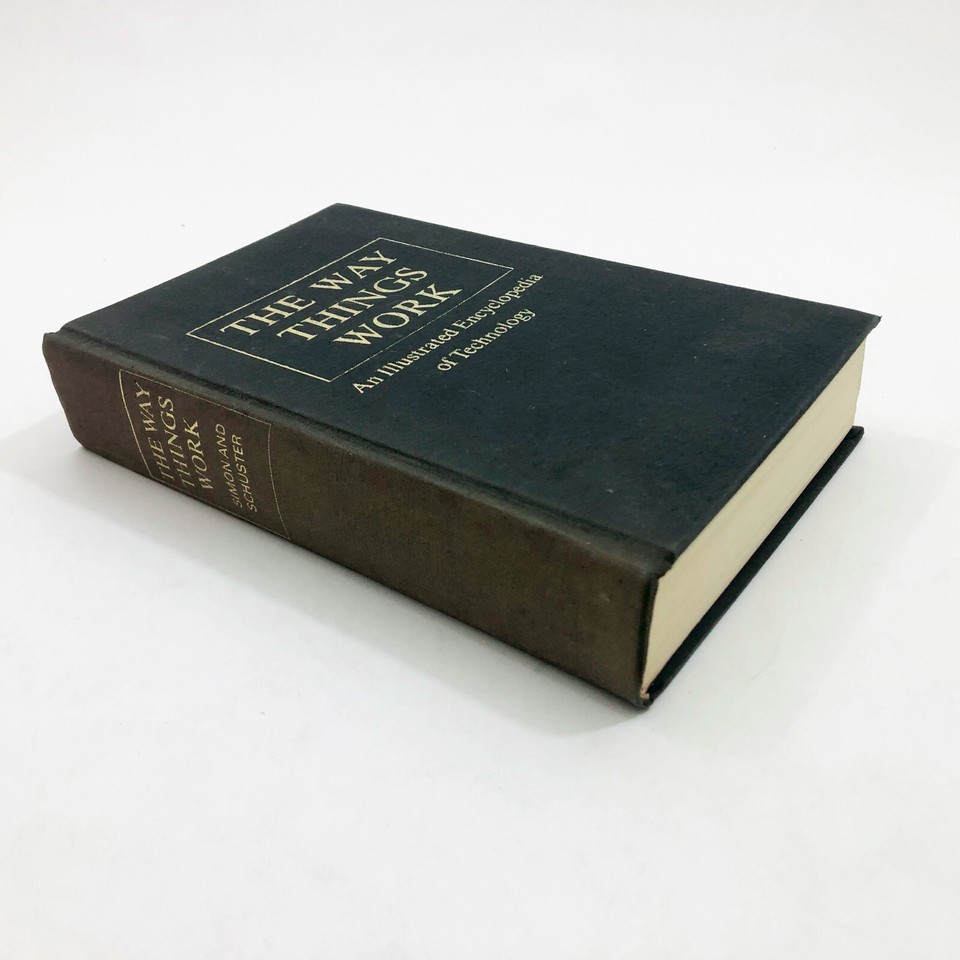 THE WAY
THINGS
WORK
An Illustrated Encyclopedia
of Technology
THE WAY
THINGS
WORK
SIMON AND
SCHUSTER